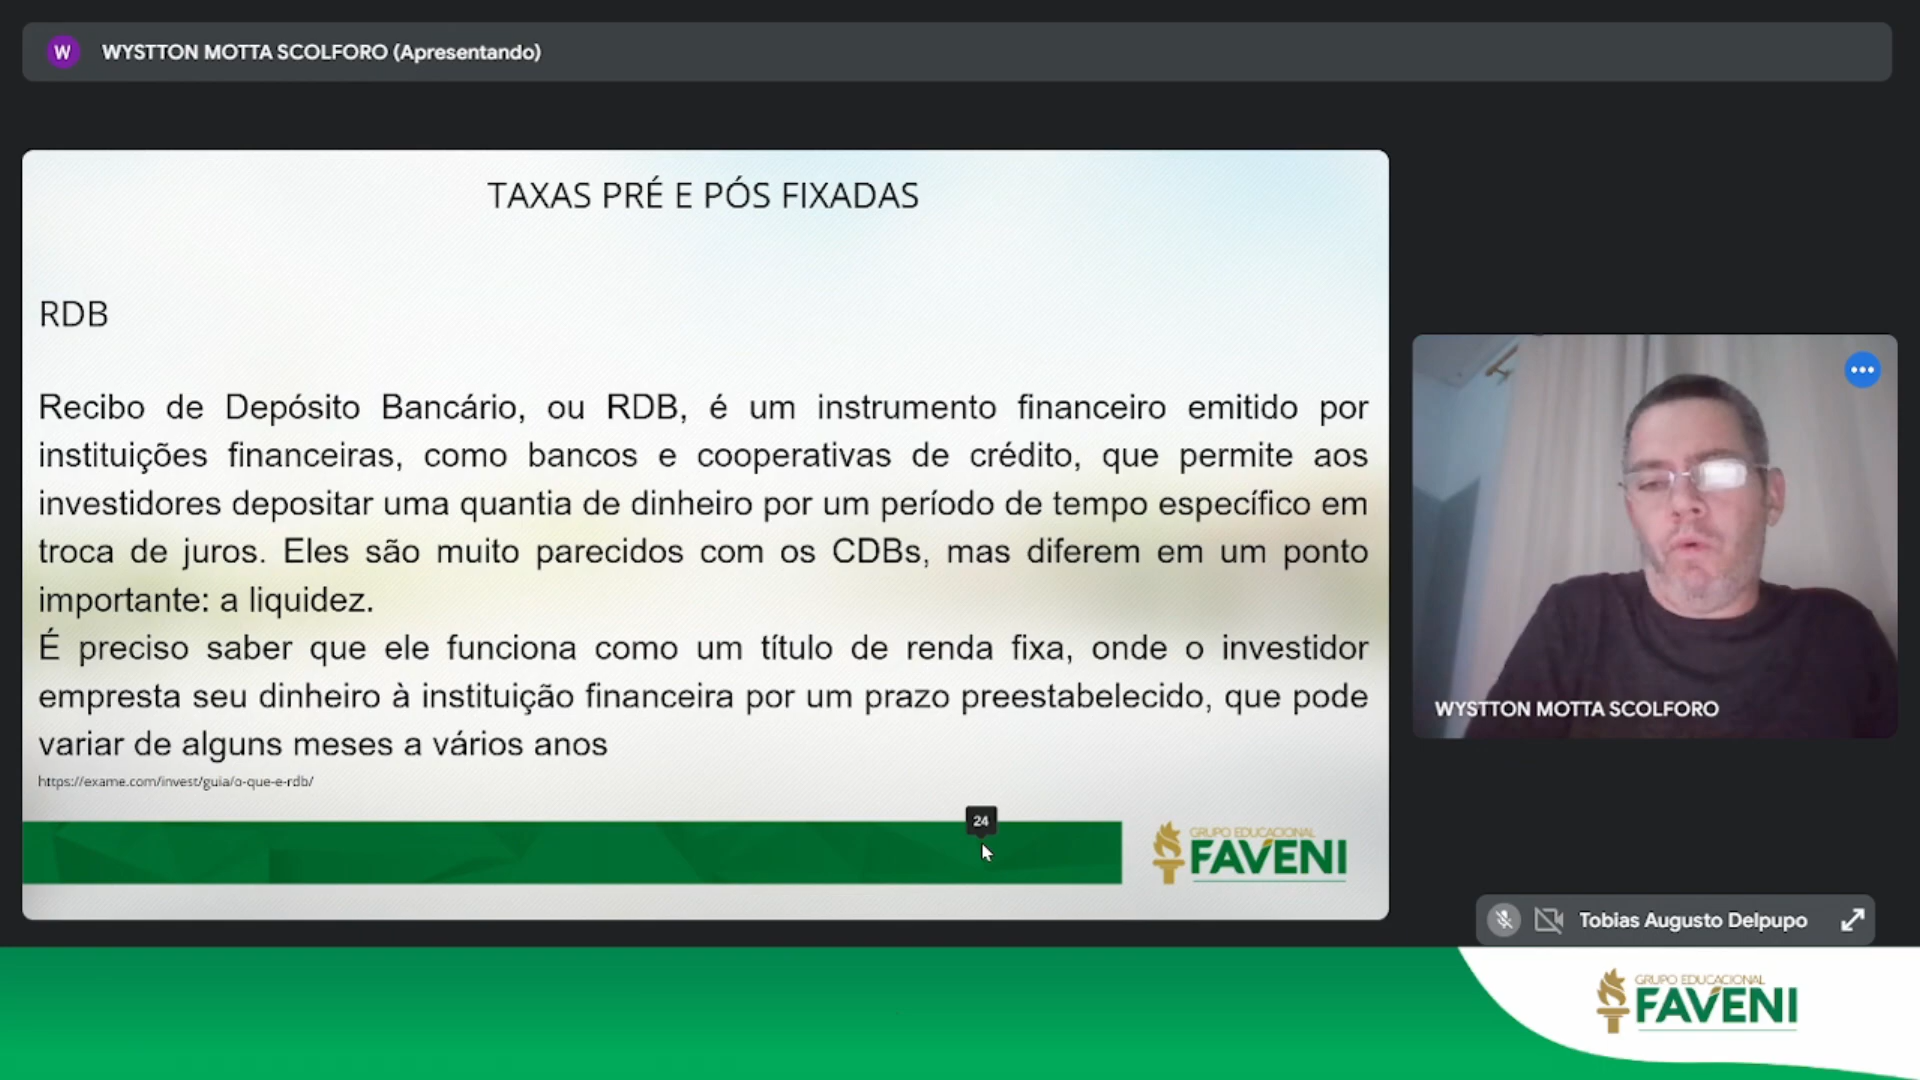 W
WYSTTON MOTTA SCOLFORO (Apresentando)
TAXAS PRÉ E PÓS FIXADAS
RDB
Recibo de Depósito Bancário, ou RDB, é um instrumento financeiro emitido por
instituições financeiras, como bancos e cooperativas de crédito, que permite aos
investidores depositar uma quantia de dinheiro por um período de tempo específico em
troca de juros. Eles são muito parecidos com os CDBs, mas diferem em um ponto
importante: a liquidez.
É preciso saber que ele funciona como um título de renda fixa, onde o investidor
empresta seu dinheiro à instituição financeira por um prazo preestabelecido, que pode
variar de alguns meses a vários anos
https://exame.com/invest/guia/o-que-e-rdb/
24
GRUPO EDUCACIONAL
FAVENI
WYSTTON MOTTA SCOLFORO
Tobias Augusto Delpupo
GRUPO EDUCACIONAL
FAVENI